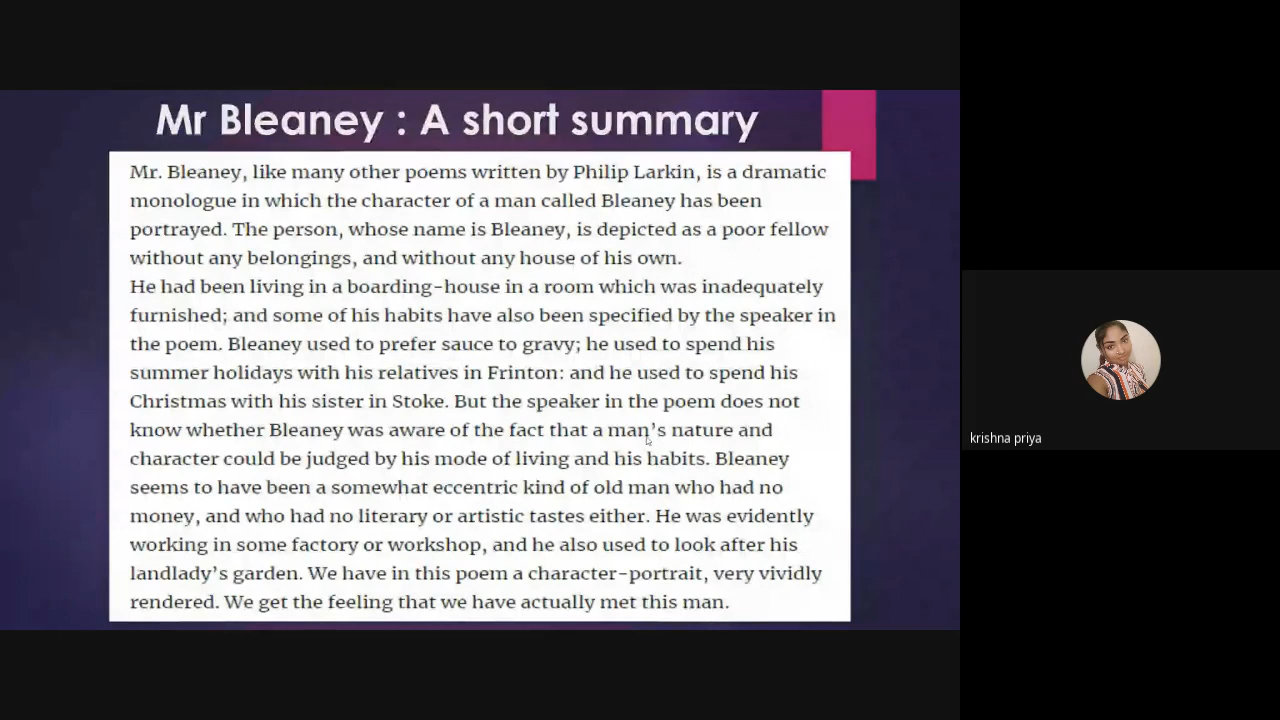 Mr Bleaney : A short summary
Mr. Bleaney, like many other poems written by Philip Larkin, is a dramatic
monologue in which the character of a man called Bleaney has been
portrayed. The person, whose name is Bleaney, is depicted as a poor fellow
without any belongings, and without any house of his own.
He had been living in a boarding-house in a room which was inadequately
furnished; and some of his habits have also been specified by the speaker in
the poem. Bleaney used to prefer sauce to gravy; he used to spend his
summer holidays with his relatives in Frinton: and he used to spend his
Christmas with his sister in Stoke. But the speaker in the poem does not
know whether Bleaney was aware of the fact that a man's nature and
character could be judged by his mode of living and his habits. Bleaney
seems to have been a somewhat eccentric kind of old man who had no
money, and who had no literary or artistic tastes either. He was evidently
working in some factory or workshop, and he also used to look after his
landlady's garden. We have in this poem a character-portrait, very vividly
rendered. We get the feeling that we have actually met this man.
krishna priya